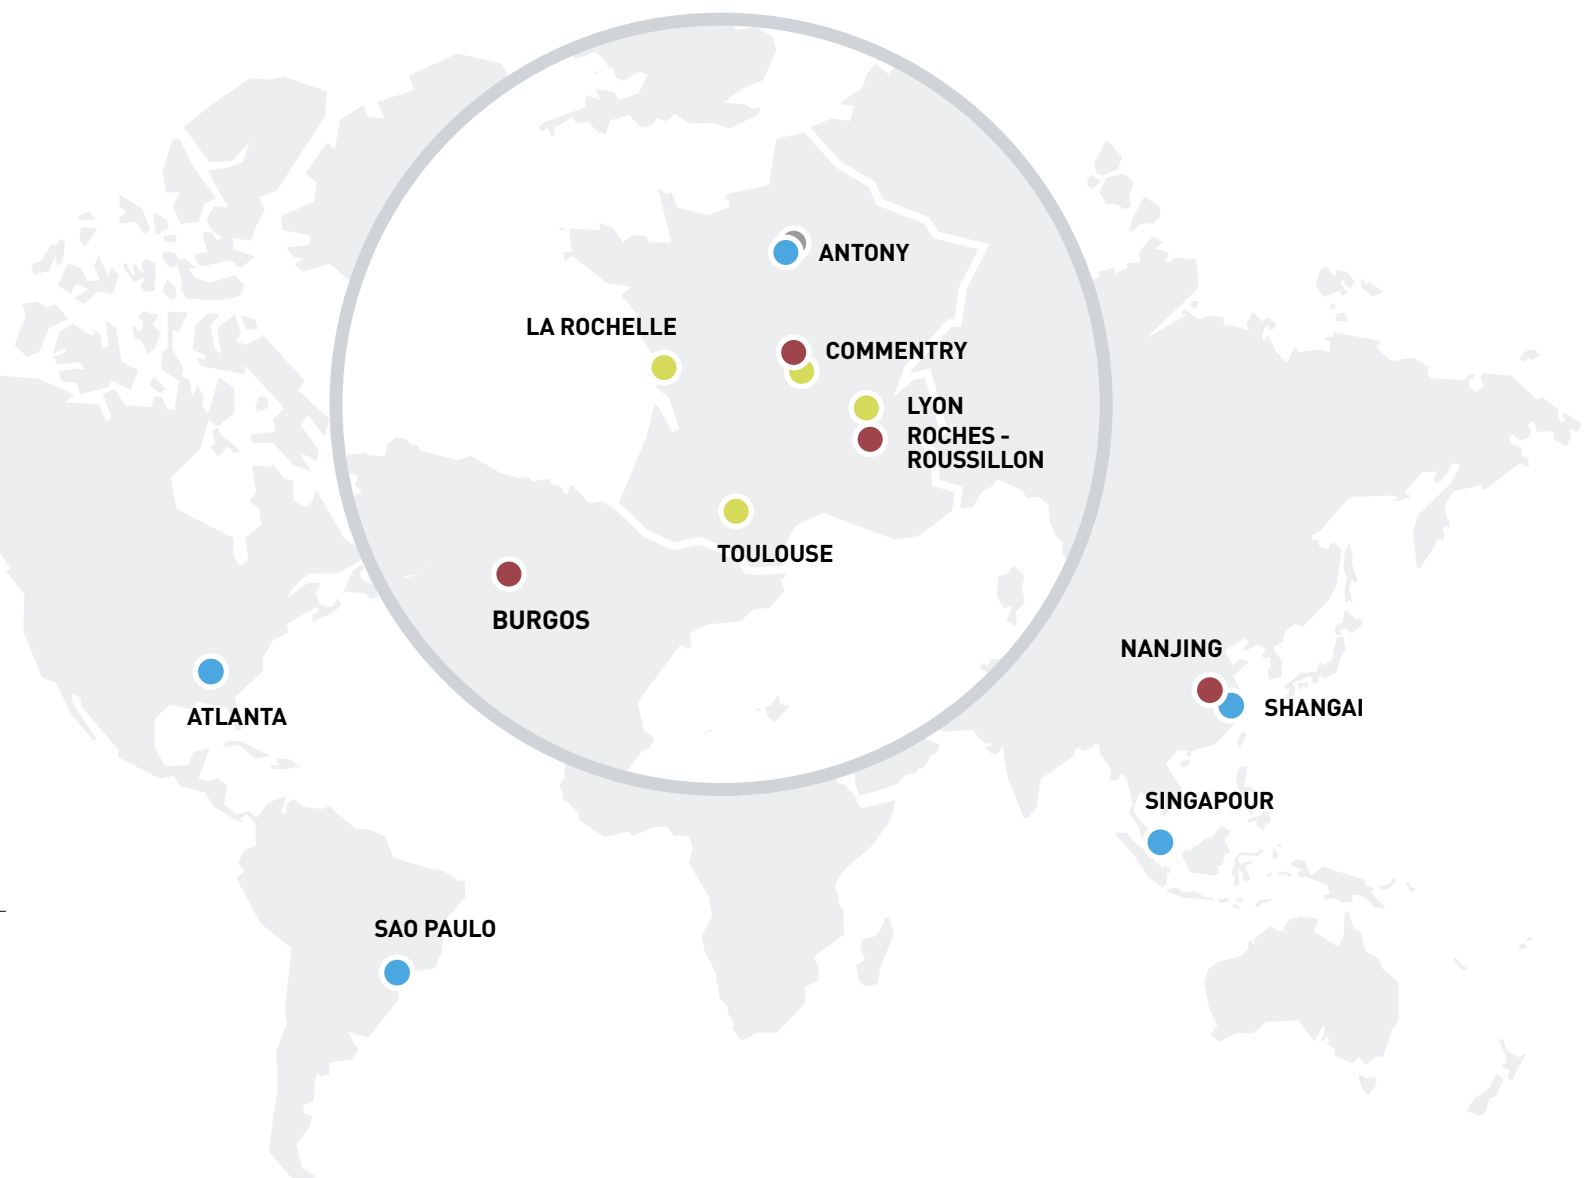 ANTONY
LA ROCHELLE
COMMENTRY
LYON
ROCHES -
ROUSSILLON
TOULOUSE
BURGOS
NANJING
ATLANTA
SHANGAI
SINGAPOUR
SAO PAULO